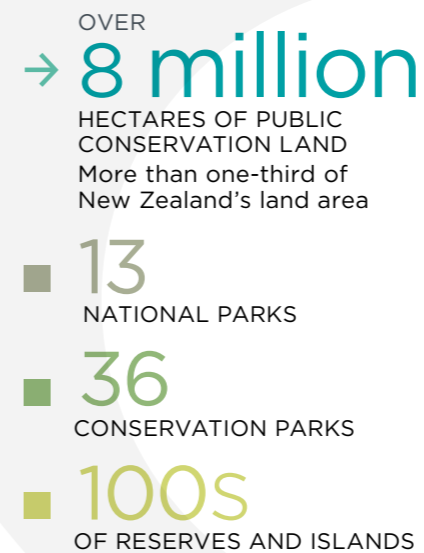 OVER
→ 8 million
HECTARES OF PUBLIC
CONSERVATION LAND
More than one-third of
New Zealand’s land area
13
NATIONAL PARKS
36
CONSERVATION PARKS
100s
OF RESERVES AND ISLANDS